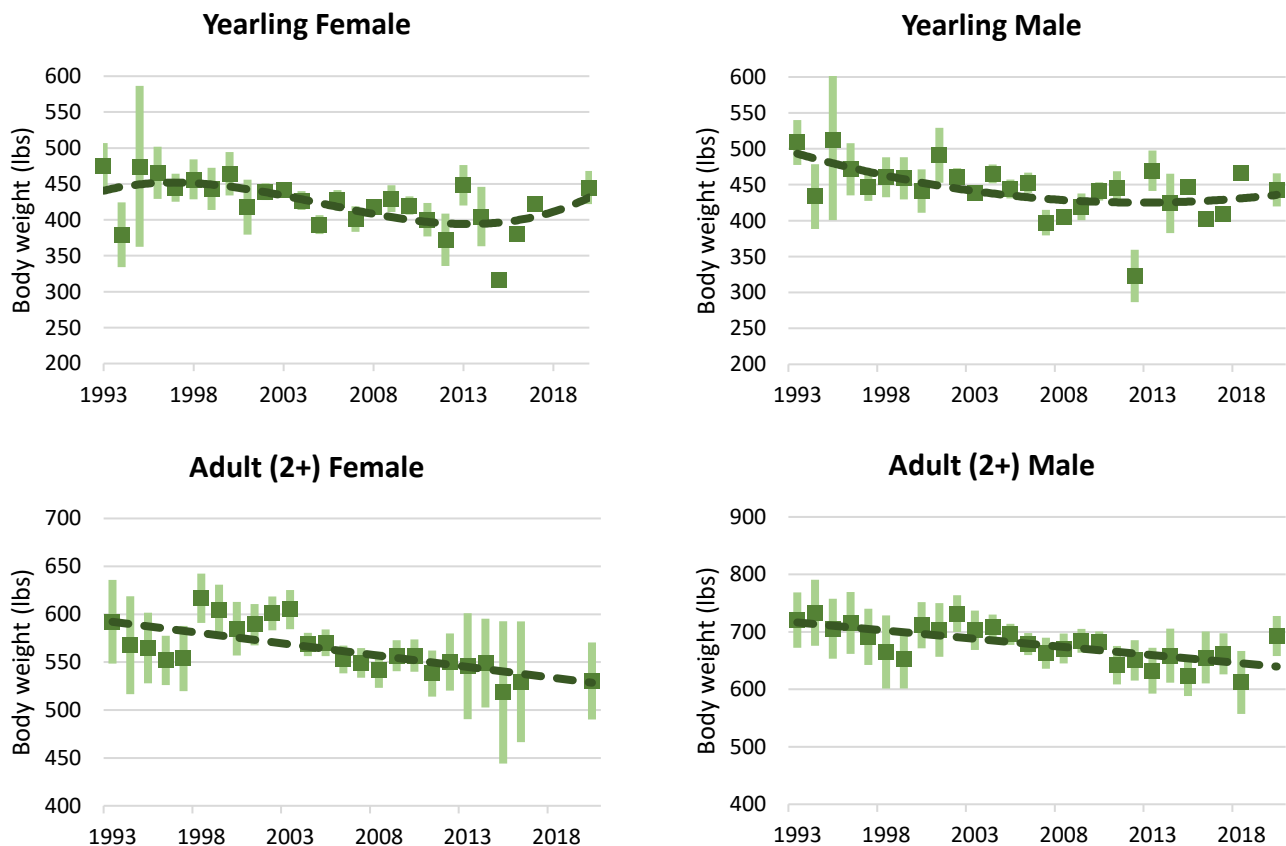 Yearling Female
Body weight (lbs)
600
550
500
450
400
350
300
250
200
1993 1998 2003 2008 2013 2018
Yearling Male
Body weight (lbs)
600
550
500
450
400
350
300
250
200
1993 1998 2003 2008 2013 2018
Adult (2+) Female
Body weight (lbs)
700
650
600
550
500
450
400
1993 1998 2003 2008 2013 2018
Adult (2+) Male
Body weight (lbs)
900
800
700
600
500
400
1993 1998 2003 2008 2013 2018